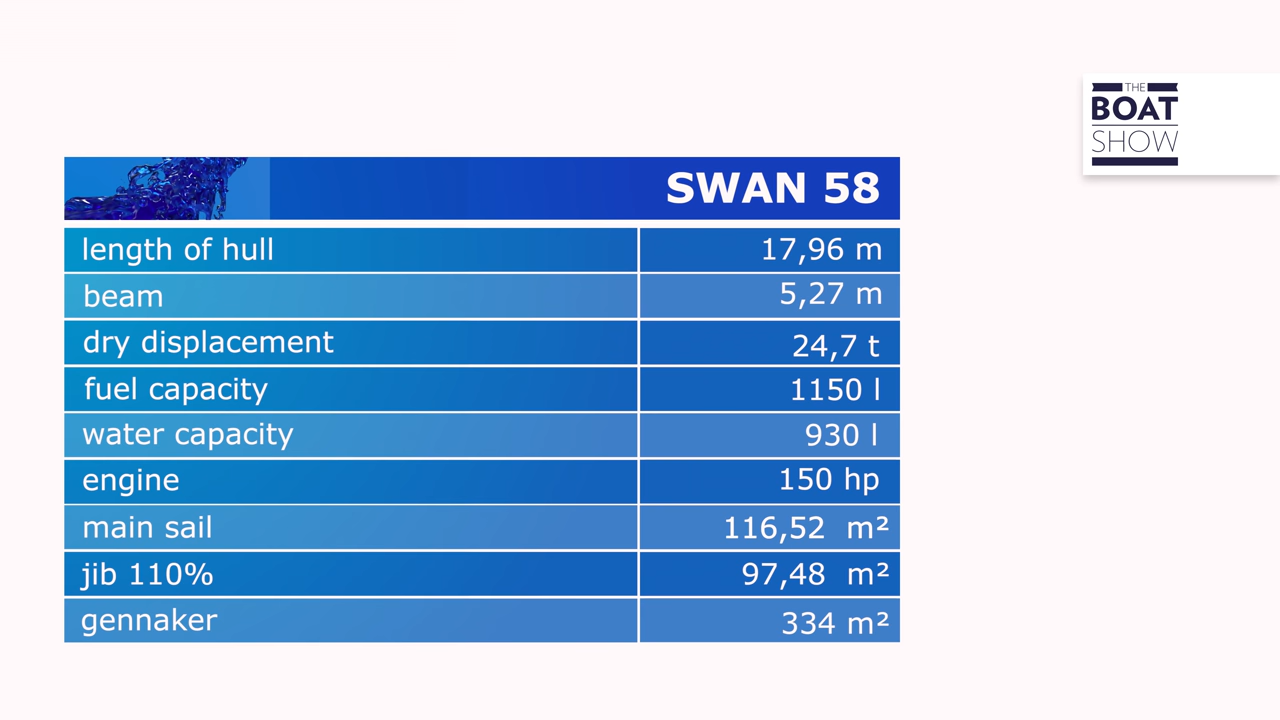 THE
BOAT
SHOW
SWAN 58
length of hull 17,96 m
beam 5,27 m
dry displacement 24,7 t
fuel capacity 1150 l
water capacity 930 l
engine 150 hp
main sail 116,52 m²
jib 110% 97,48 m²
gennaker 334 m²